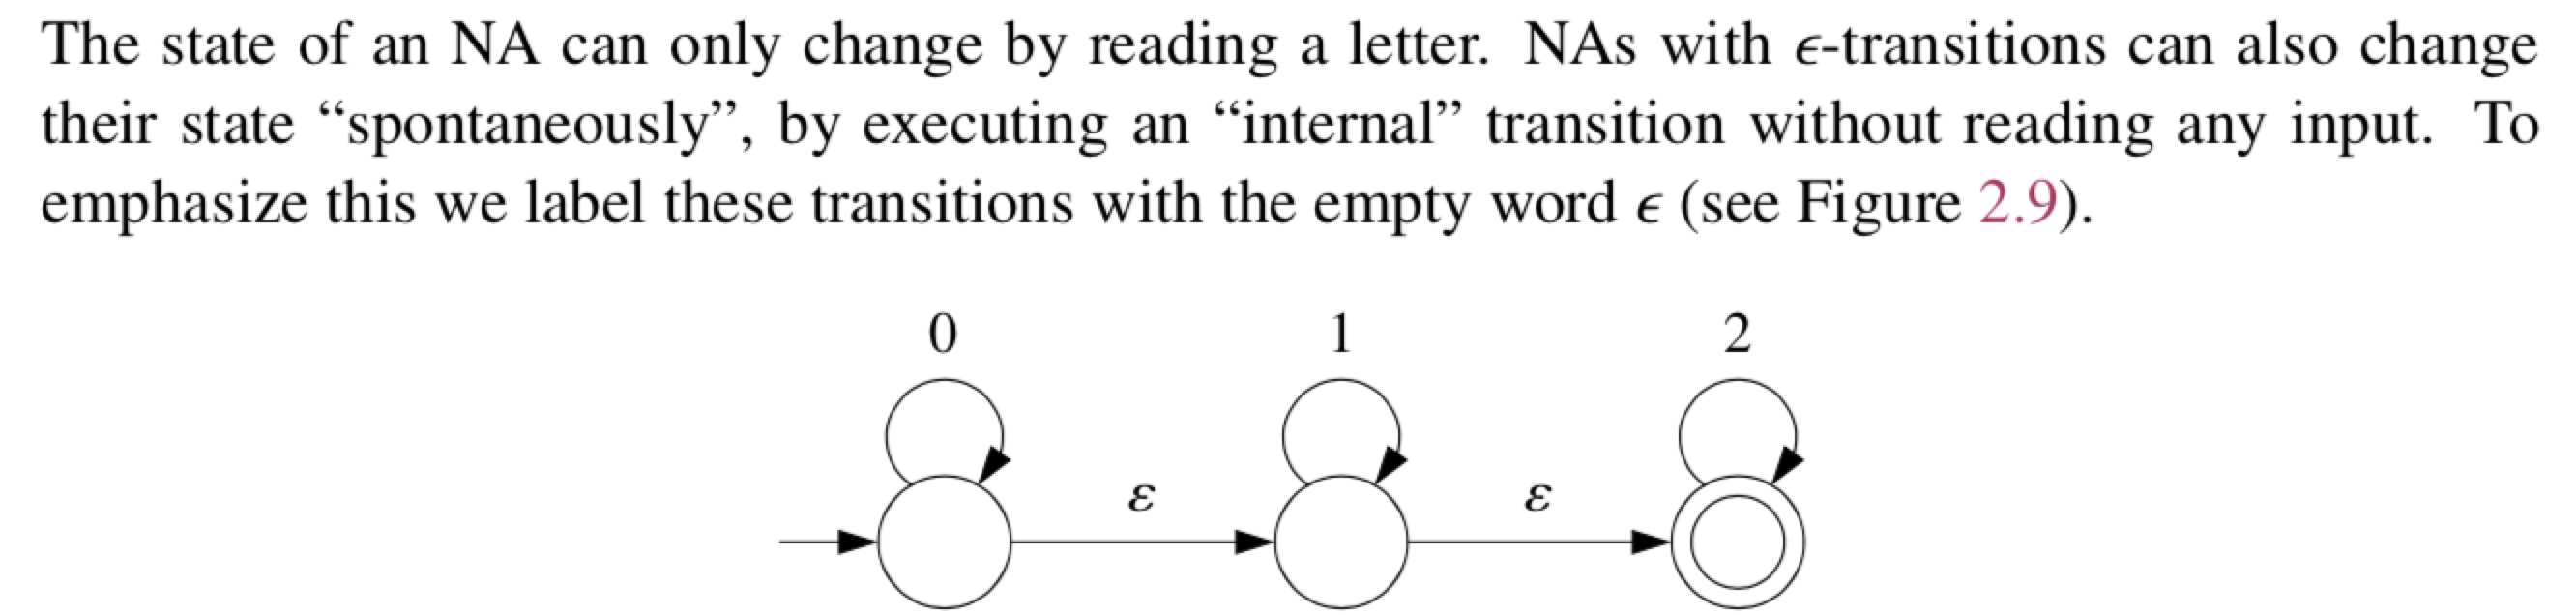 The state of an NA can only change by reading a letter. NAs with ϵ-transitions can also change
their state “spontaneously”, by executing an “internal” transition without reading any input. To
emphasize this we label these transitions with the empty word ϵ (see Figure 2.9).
0 1 2
ε ε